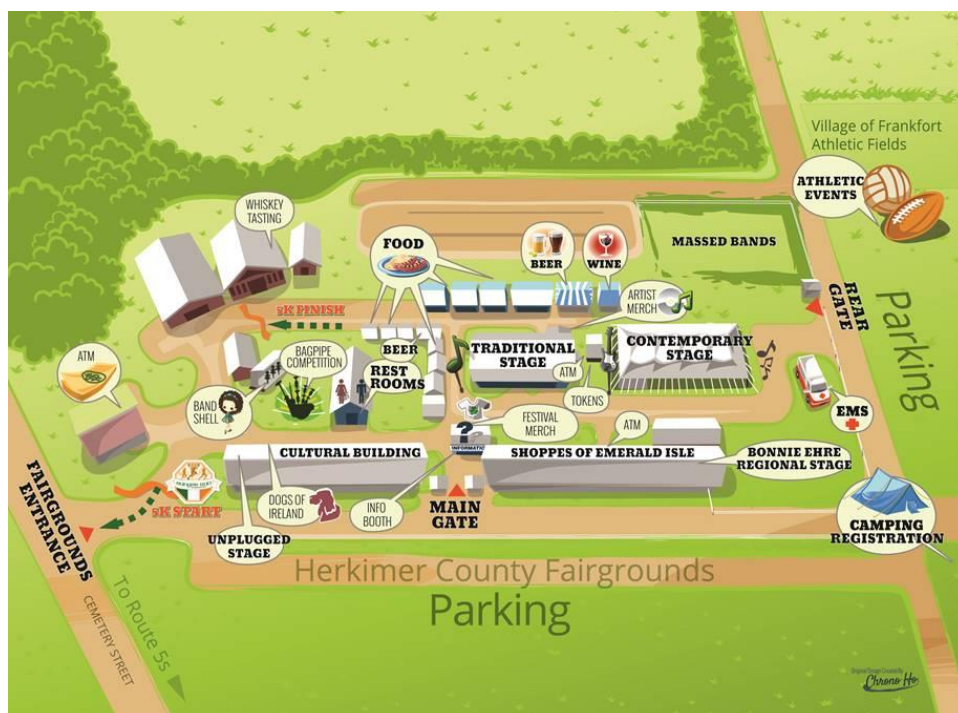 Village of Frankfort
Athletic Fields
ATHLETIC
EVENTS
WHISKEY
TASTING
FOOD
BEER
WINE
MASSED BANDS
ARTIST
MERCH
REAR
GATE
Parking
5K FINISH
ATM
BAGPIPE
COMPETITION
BEER
REST
ROOMS
TRADITIONAL
STAGE
CONTEMPORARY
STAGE
ATM
TOKENS
BAND
SHELL
FESTIVAL
MERCH
EMS
ATM
INFORMATI
CULTURAL BUILDING
SHOPPES OF EMERALD ISLE
BONNIE EHRE
REGIONAL STAGE
FAIRGROUNDS
ENTRANCE
5K START
DOGS OF
IRELAND
INFO
BOOTH
MAIN
GATE
UNPLUGGED
STAGE
CAMPING
REGISTRATION
Herkimer County Fairgrounds
Parking
To Route 5s
CEMETERY STREET
Chrono Ho